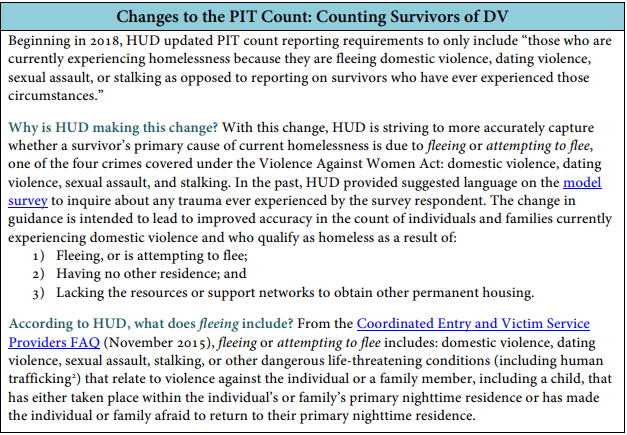 Changes to the PIT Count: Counting Survivors of DV
Beginning in 2018, HUD updated PIT count reporting requirements to only include “those who are
currently experiencing homelessness because they are fleeing domestic violence, dating violence,
sexual assault, or stalking as opposed to reporting on survivors who have ever experienced those
circumstances.”
Why is HUD making this change? With this change, HUD is striving to more accurately capture
whether a survivor’s primary cause of current homelessness is due to fleeing or attempting to flee,
one of the four crimes covered under the Violence Against Women Act: domestic violence, dating
violence, sexual assault, and stalking. In the past, HUD provided suggested language on the model
survey to inquire about any trauma ever experienced by the survey respondent. The change in
guidance is intended to lead to improved accuracy in the count of individuals and families currently
experiencing domestic violence and who qualify as homeless as a result of:
1) Fleeing, or is attempting to flee;
2) Having no other residence; and
3) Lacking the resources or support networks to obtain other permanent housing.
According to HUD, what does fleeing include? From the Coordinated Entry and Victim Service
Providers FAQ (November 2015), fleeing or attempting to flee includes: domestic violence, dating
violence, sexual assault, stalking, or other dangerous life-threatening conditions (including human
trafficking²) that relate to violence against the individual or a family member, including a child, that
has either taken place within the individual’s or family’s primary nighttime residence or has made
the individual or family afraid to return to their primary nighttime residence.